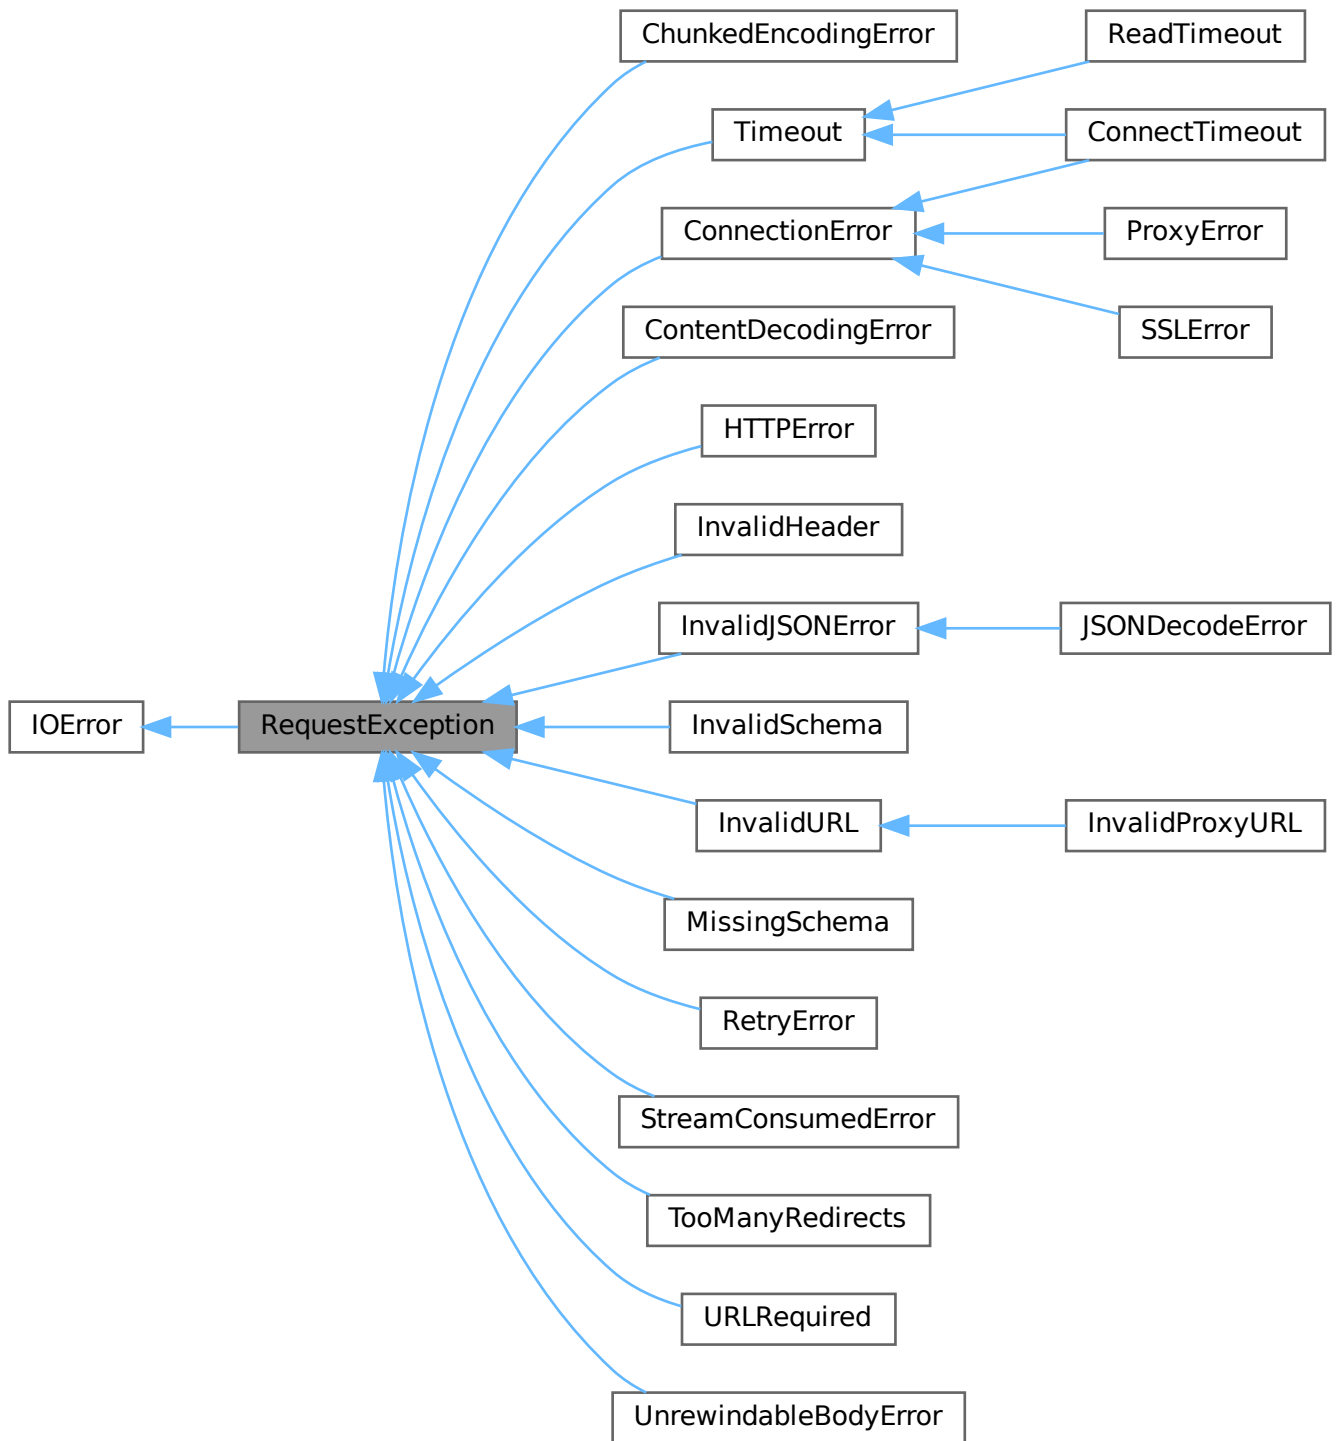 ChunkedEncodingError
ReadTimeout
Timeout
ConnectTimeout
ConnectionError
ProxyError
ContentDecodingError
SSLError
HTTPError
InvalidHeader
InvalidJSONError
JSONDecodeError
IOError
RequestException
InvalidSchema
InvalidURL
InvalidProxyURL
MissingSchema
RetryError
StreamConsumedError
TooManyRedirects
URLRequired
UnrewindableBodyError